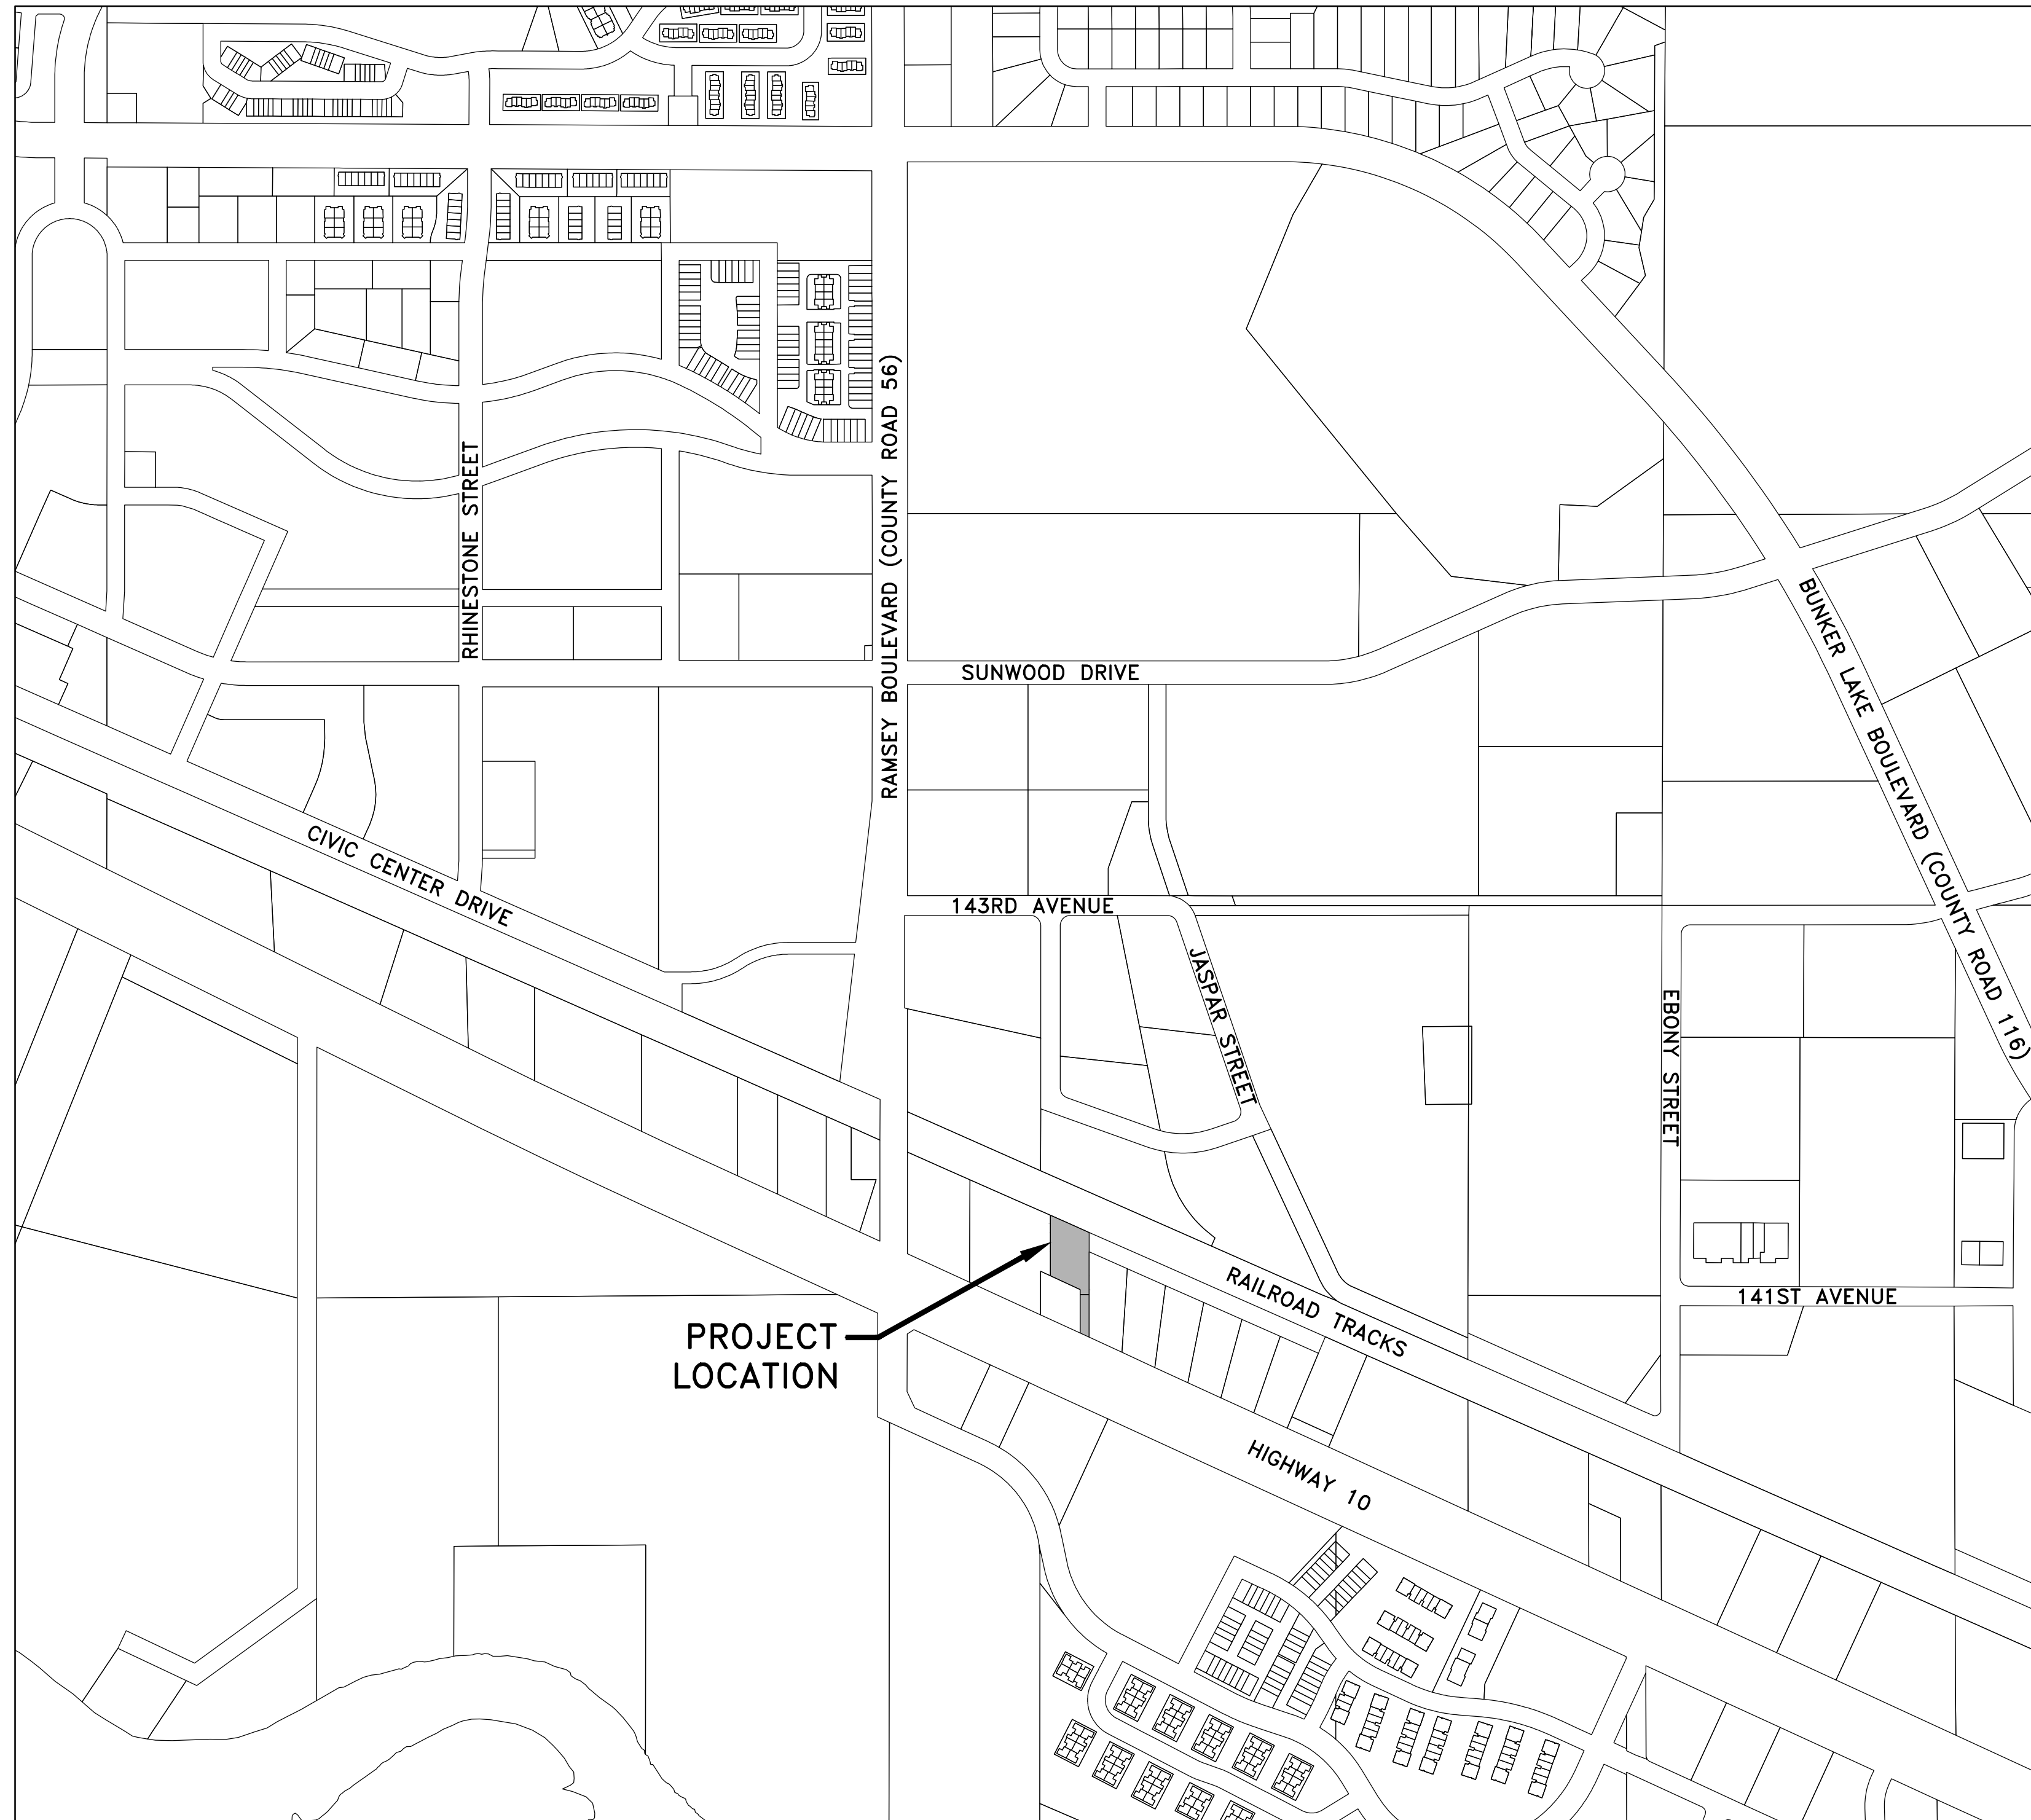 RAMSEY BOULEVARD (COUNTY ROAD 56)
RHINESTONE STREET
SUNWOOD DRIVE
BUNKER LAKE BOULEVARD (COUNTY ROAD 116)
CIVIC CENTER DRIVE
143RD AVENUE
JASPAR STREET
EBONY STREET
RAILROAD TRACKS
141ST AVENUE
PROJECT
LOCATION
HIGHWAY 10